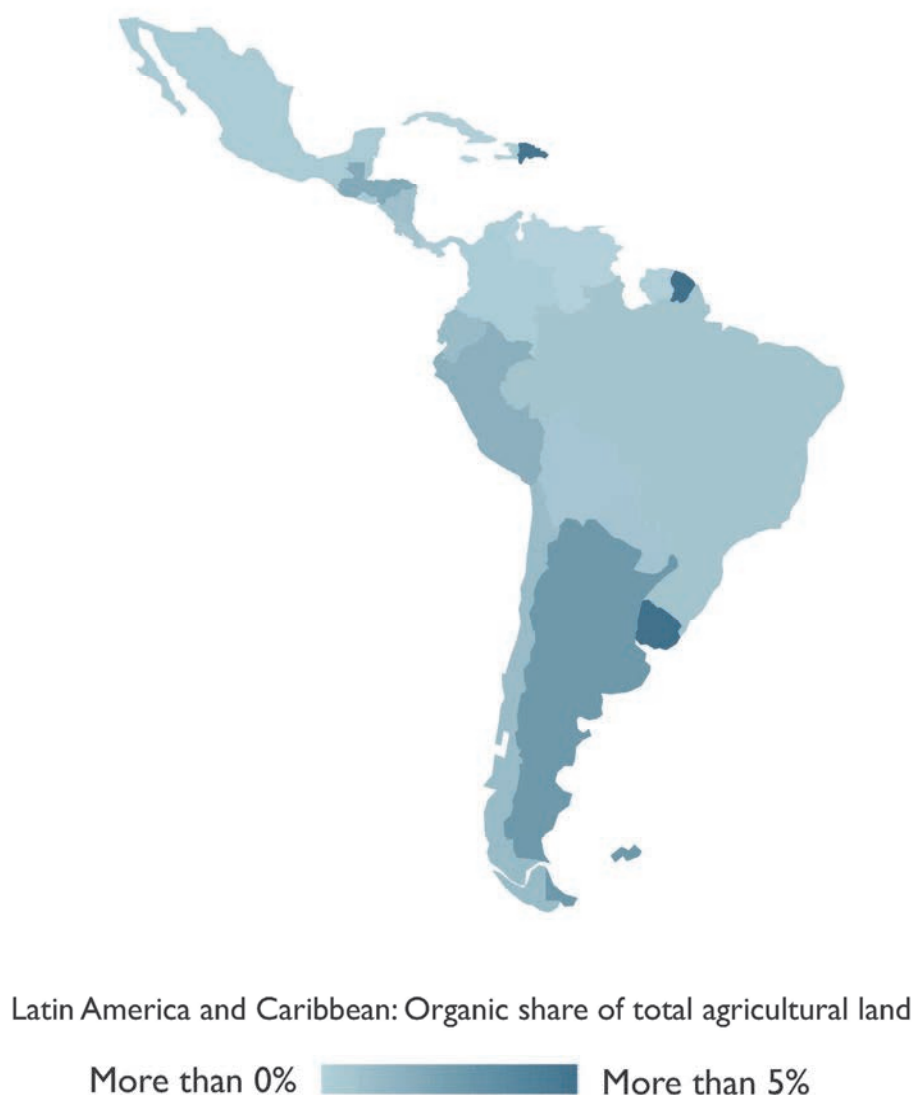 Latin America and Caribbean: Organic share of total agricultural land
More than 0% More than 5%